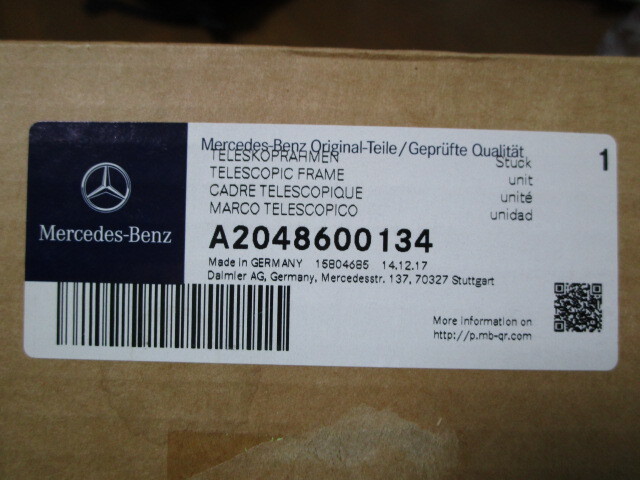 Mercedes-Benz Original-Teile/Geprüfte Qualität
TELESKOPRAHMEN Stück 1
TELESCOPIC FRAME unit
CADRE TELESCOPIQUE unité
MARCO TELESCOPICO unidad
Mercedes-Benz
A2048600134
Made in GERMANY 15804685 14.12.17
Daimler AG, Germany, Mercedesstr. 137, 70327 Stuttgart
More information on
http://p.mb-qr.com